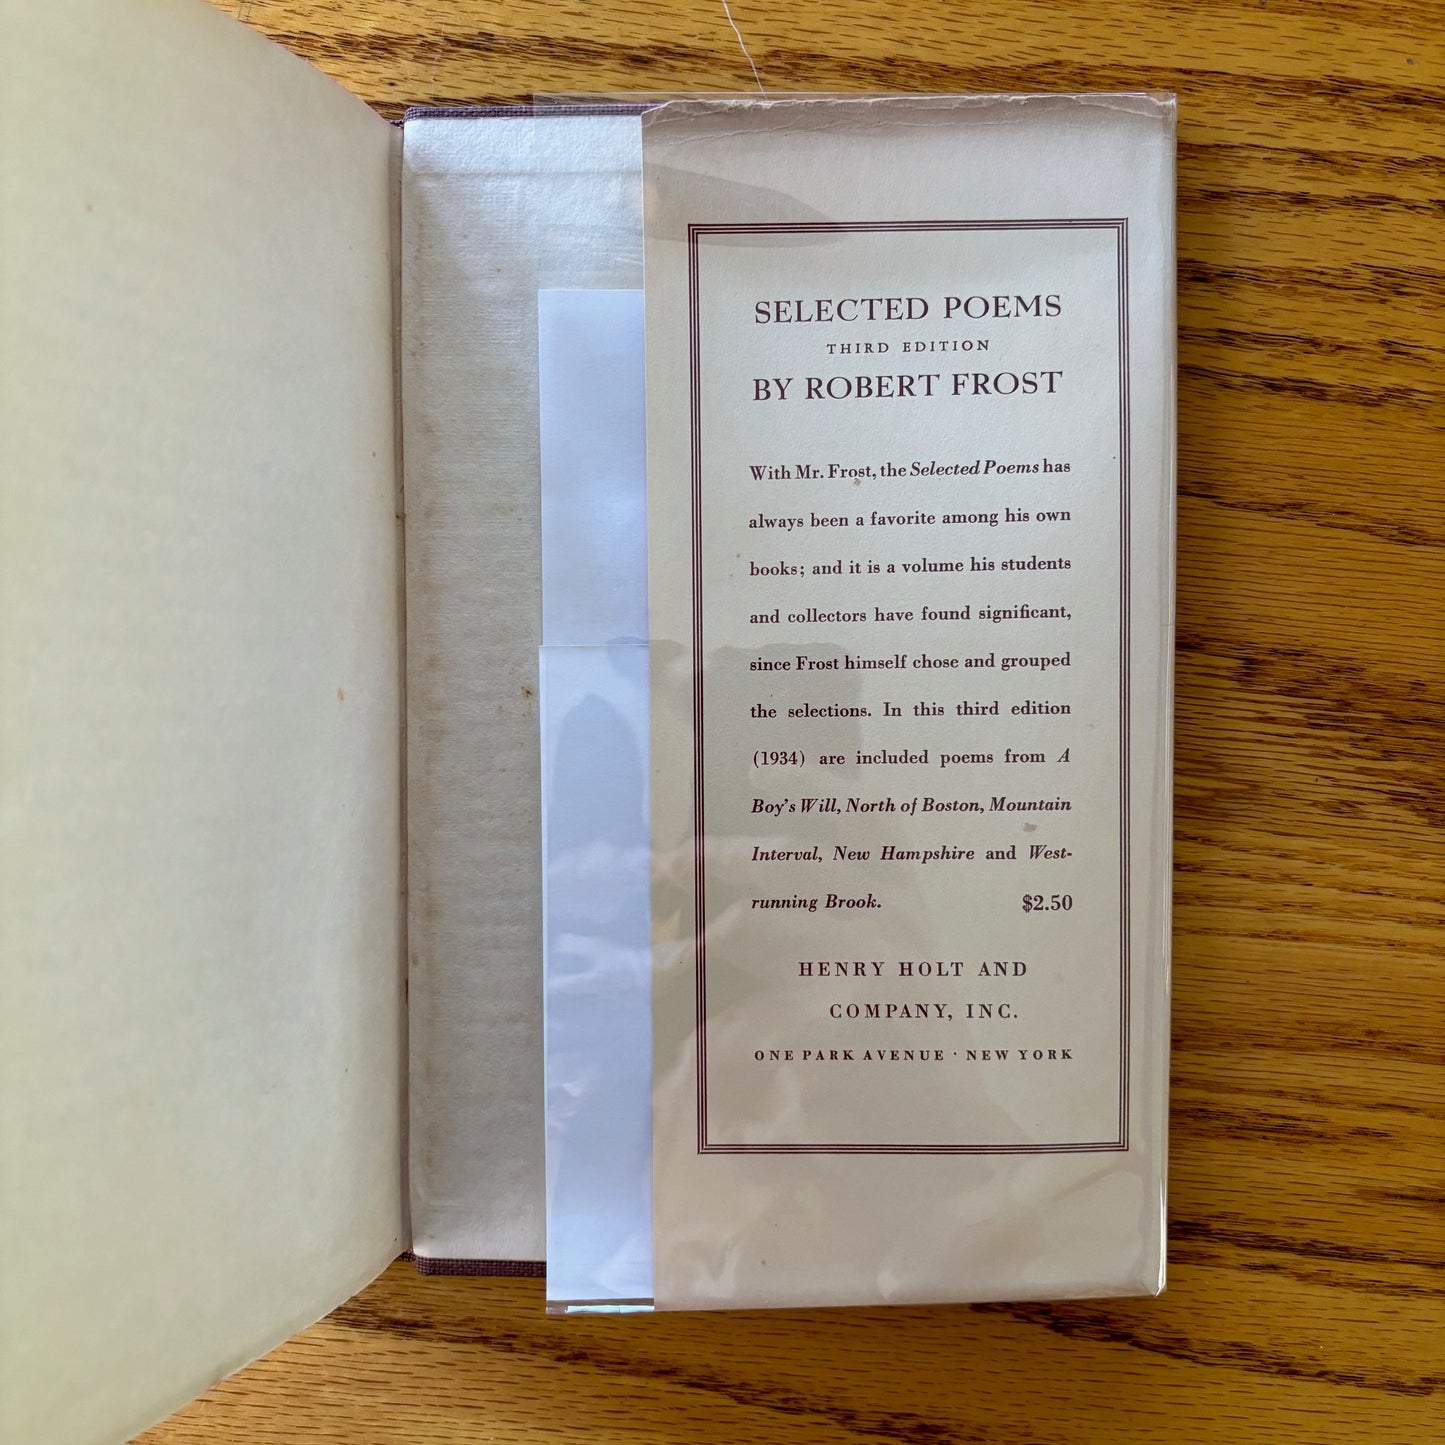 SELECTED POEMS
THIRD EDITION
BY ROBERT FROST
With Mr. Frost, the Selected Poems has
always been a favorite among his own
books; and it is a volume his students
and collectors have found significant,
since Frost himself chose and grouped
the selections. In this third edition
(1934) are included poems from A
Boy's Will, North of Boston, Mountain
Interval, New Hampshire and West-
running Brook. $2.50
HENRY HOLT AND
COMPANY, INC.
ONE PARK AVENUE · NEW YORK